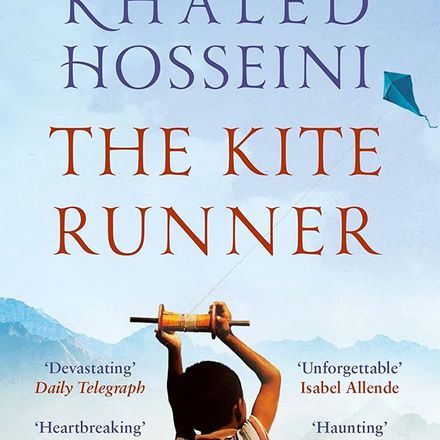 KHALED
HOSSEINI
THE KITE
RUNNER
‘Devastating’
Daily Telegraph
‘Unforgettable’
Isabel Allende
‘Heartbreaking’
‘Haunting’